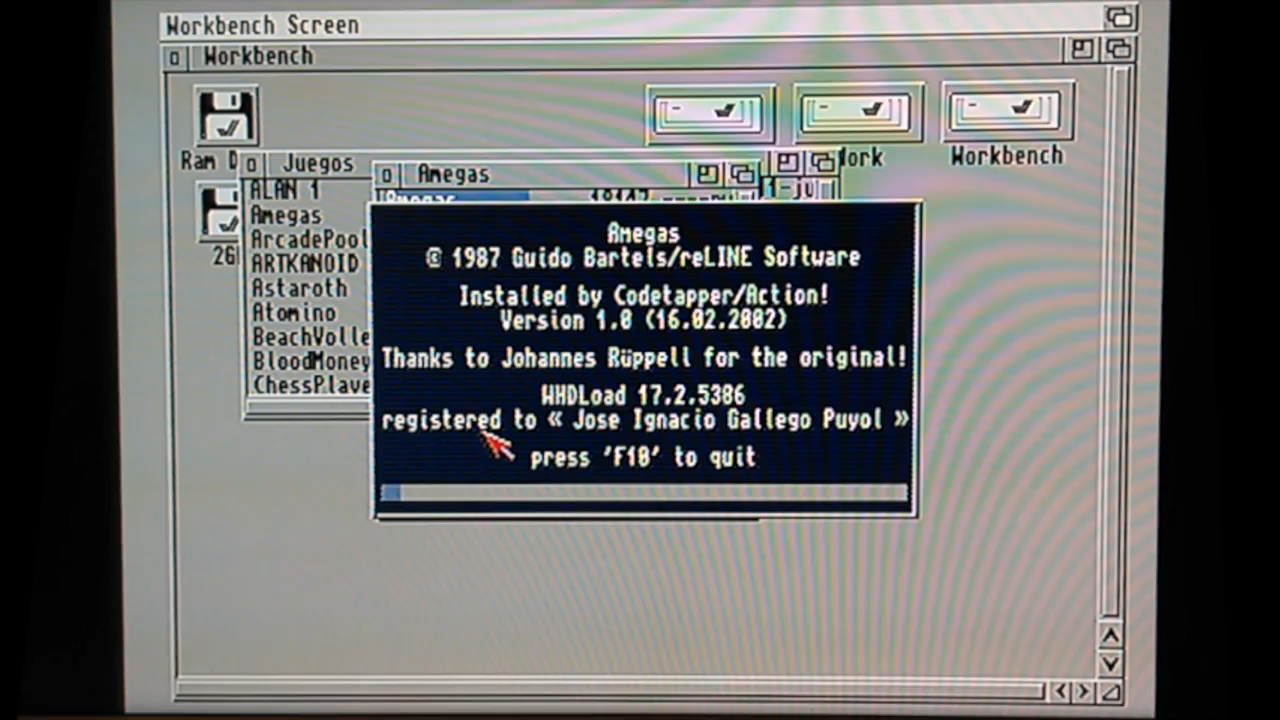 Workbench Screen
Workbench
Ram D
Work
Workbench
Juegos
Amegas
ALAN 1
Amegas
ArcadePool
ARTKANOID
Astaroth
Atomino
BeachVolle
BloodMoney
ChessPlaye
Amegas
© 1987 Guido Bartels/reLINE Software
Installed by Codetapper/Action!
Version 1.0 (16.02.2002)
Thanks to Johannes Rüppell for the original!
WHDLoad 17.2.5386
registered to « Jose Ignacio Gallego Puyol »
press 'F10' to quit